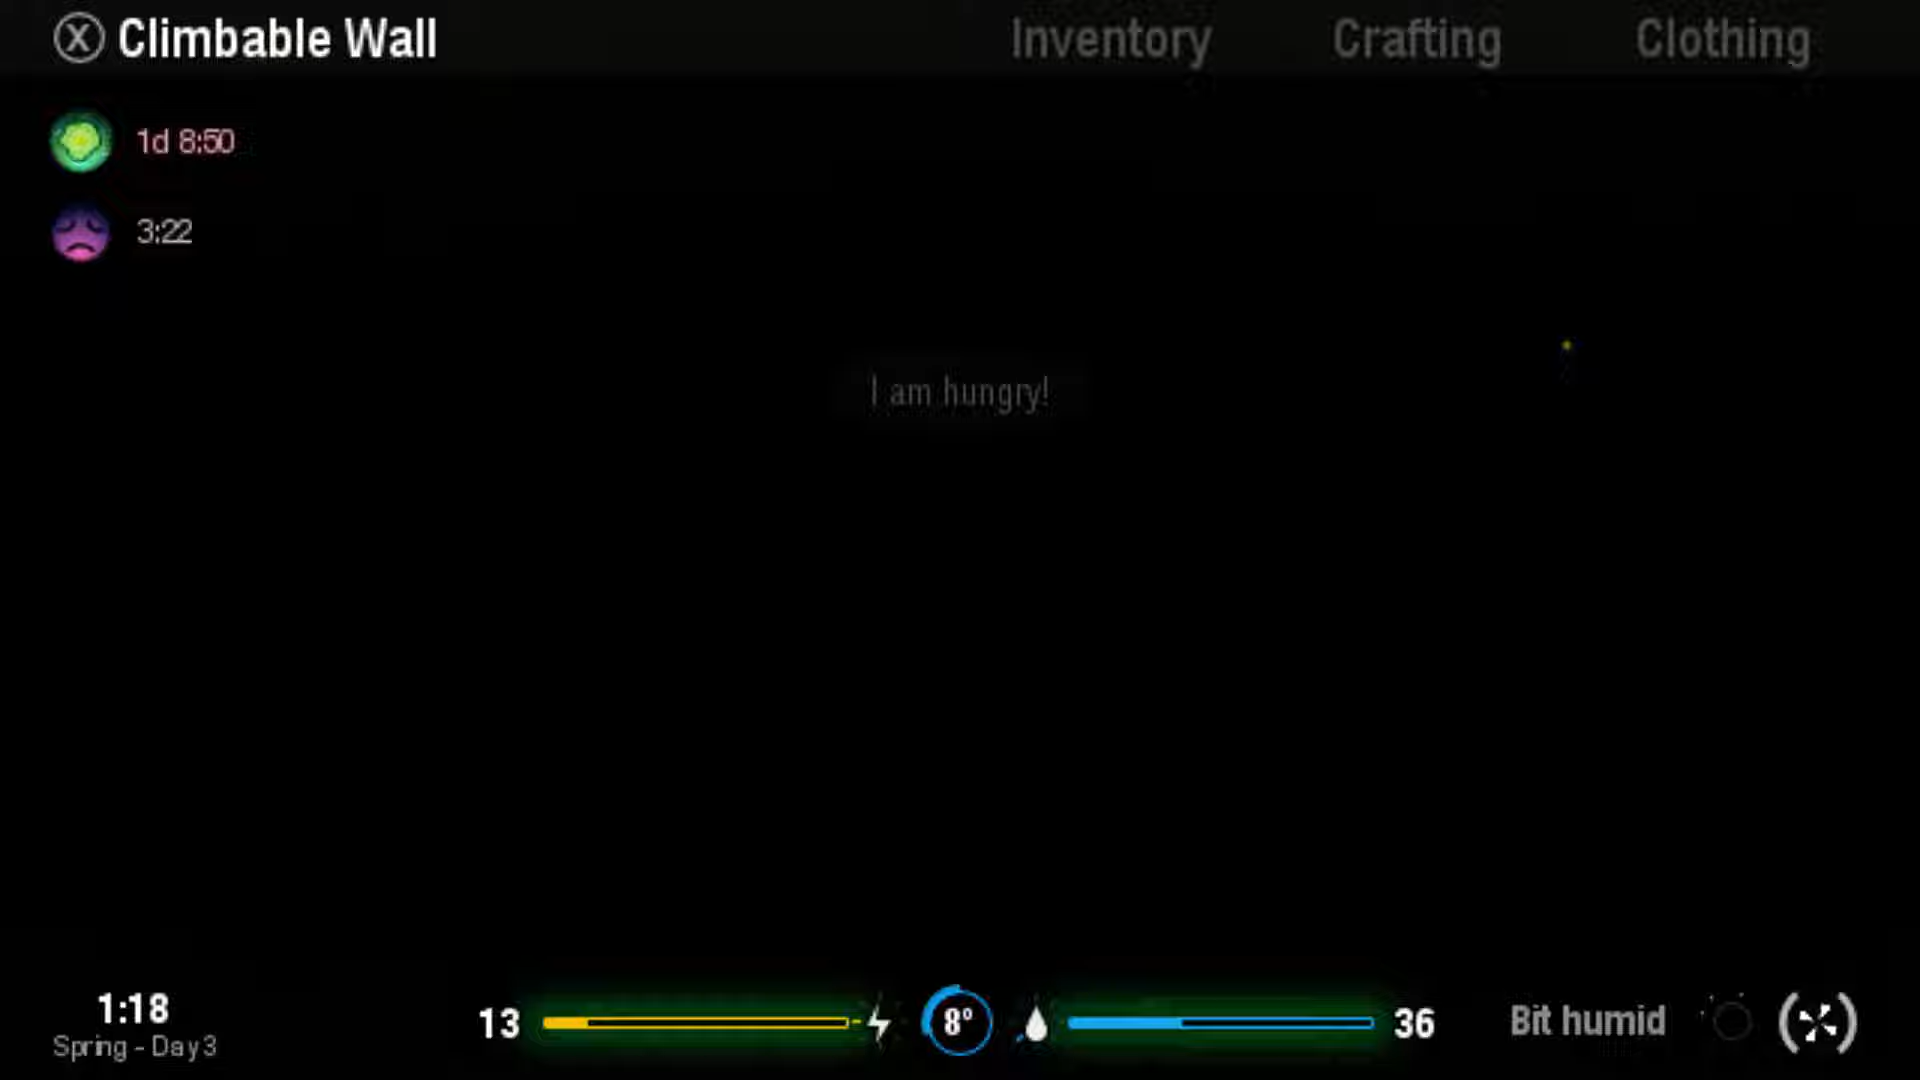 X Climbable Wall
Inventory
Crafting
Clothing
1d 8:50
3:22
I am hungry!
1:18
Spring - Day 3
13
8°
36
Bit humid